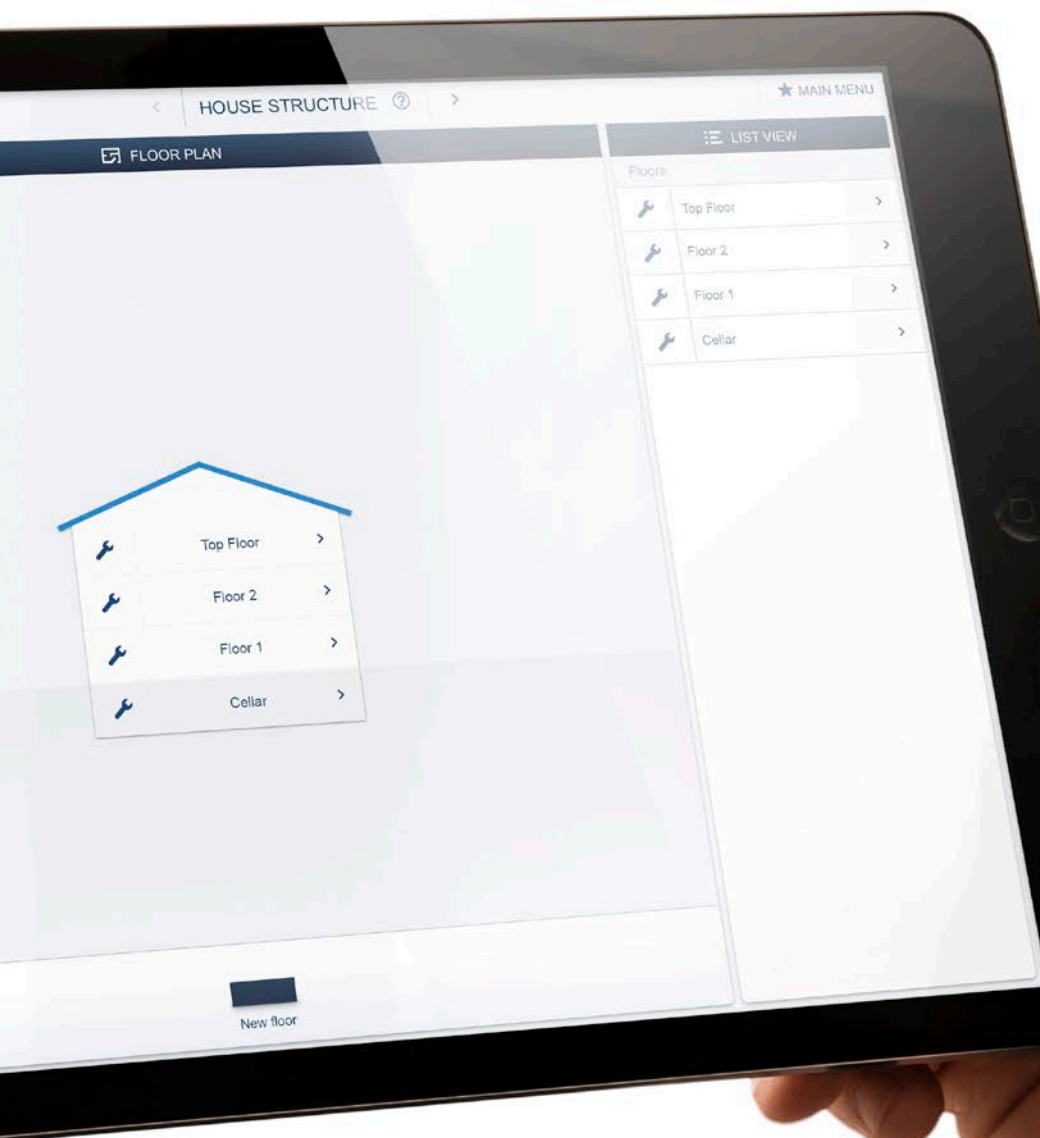 HOUSE STRUCTURE ?
MAIN MENU
FLOOR PLAN
LIST VIEW
Floors
Top Floor
Floor 2
Floor 1
Cellar
Top Floor
Floor 2
Floor 1
Cellar
New floor